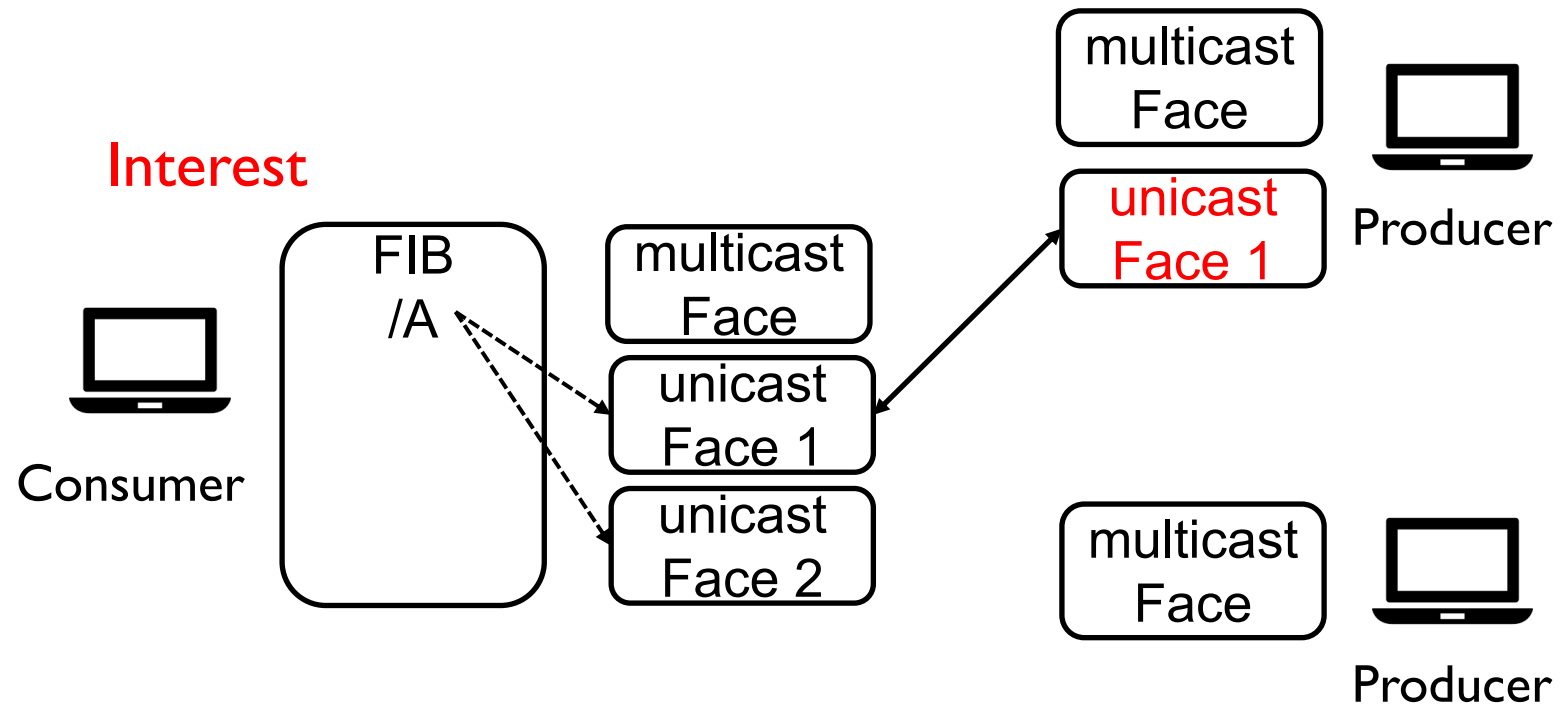 Interest
Consumer
FIB
/A
multicast
Face
unicast
Face 1
unicast
Face 2
multicast
Face
unicast
Face 1
Producer
multicast
Face
Producer